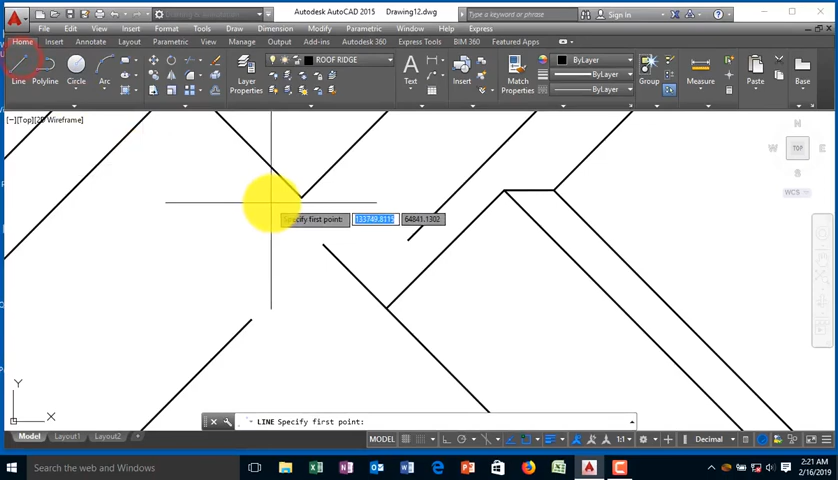 Autodesk AutoCAD 2015 Drawing12.dwg
Type a keyword or phrase
Sign In
File Edit View Insert Format Tools Draw Dimension Modify Parametric Window Help Express
Home Insert Annotate Layout Parametric View Manage Output Add-ins Autodesk 360 Express Tools BIM 360 Featured Apps
ROOF RIDGE
ByLayer
ByLayer
ByLayer
Line Polyline Circle Arc
Layer
Properties
Text
Insert
Match
Properties
Group
Measure
Paste
Base
[−][Top][2D Wireframe]
N
W TOP E
S
WCS
Specify first point: 133749.8115 64841.1302
Y
X
LINE Specify first point:
Model Layout1 Layout2 +
MODEL 1:1 Decimal
Search the web and Windows
2:21 AM
2/16/2019